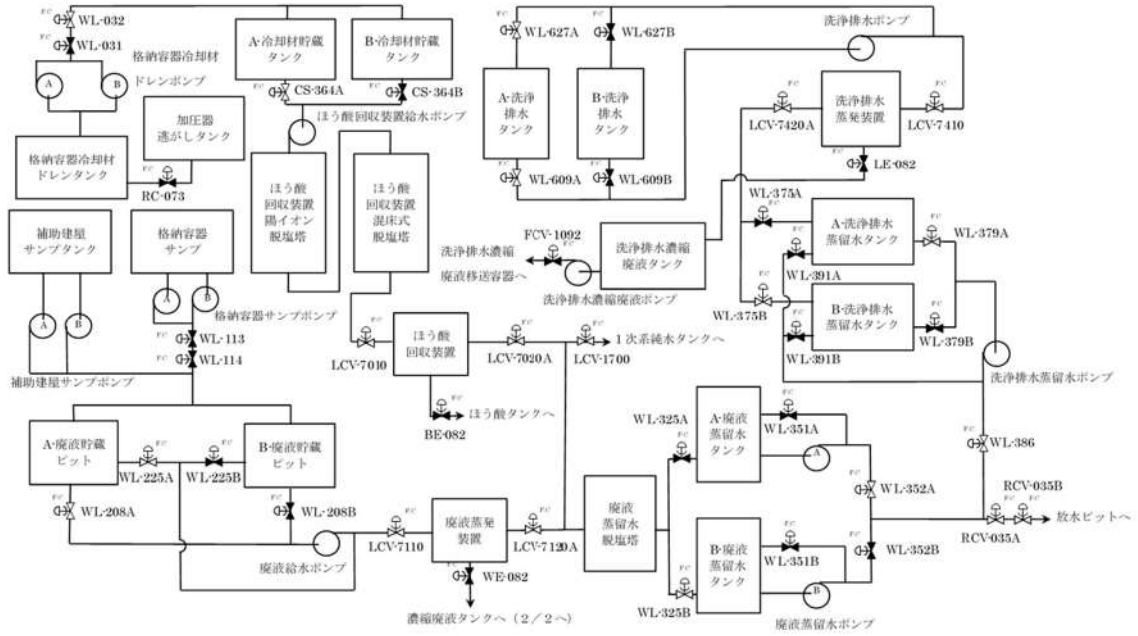 F.C
WL-032
F.C
WL-031
格納容器冷却材
ドレンポンプ
A
B
格納容器冷却材
ドレンタンク
加圧器
逃がしタンク
F.C
RC-073
A-冷却材貯蔵
タンク
B-冷却材貯蔵
タンク
F.C
CS-364A
F.C
CS-364B
ほう酸回収装置給水ポンプ
ほう酸
回収装置
陽イオン
脱塩塔
ほう酸
回収装置
混床式
脱塩塔
F.C
WL-627A
F.C
WL-627B
洗浄排水ポンプ
A-洗浄
排水
タンク
B-洗浄
排水
タンク
F.C
WL-609A
F.C
WL-609B
F.C
LCV-7420A
洗浄排水
蒸発装置
F.C
LCV-7410
F.C
LE-082
補助建屋
サンプタンク
格納容器
サンプ
A
B
A
B
格納容器サンプポンプ
F.C
WL-113
F.C
WL-114
補助建屋サンプポンプ
FCV-1092
F.C
洗浄排水濃縮
廃液移送容器へ
洗浄排水濃縮
廃液タンク
洗浄排水濃縮廃液ポンプ
WL-375A
F.C
A-洗浄排水
蒸留水タンク
WL-379A
F.C
F.C
WL-391A
F.C
WL-375B
B-洗浄排水
蒸留水タンク
F.C
WL-379B
F.C
WL-391B
洗浄排水蒸留水ポンプ
F.C
LCV-7010
ほう酸
回収装置
F.C
LCV-7020A
F.C
LCV-1700
1次系純水タンクへ
F.C
BE-082
ほう酸タンクへ
A-廃液貯蔵
ピット
B-廃液貯蔵
ピット
F.C
WL-225A
F.C
WL-225B
F.C
WL-208A
F.C
WL-208B
廃液給水ポンプ
F.C
LCV-7110
廃液蒸発
装置
F.C
LCV-7120A
F.C
WE-082
濃縮廃液タンクへ(2/2へ)
廃液
蒸留水
脱塩塔
WL-325A
F.C
A-廃液
蒸留水
タンク
F.C
WL-351A
A
F.C
WL-352A
F.C
WL-325B
B-廃液
蒸留水
タンク
F.C
WL-351B
B
F.C
WL-352B
廃液蒸留水ポンプ
F.C
WL-386
RCV-035B
F.C
F.C
RCV-035A
放水ピットへ